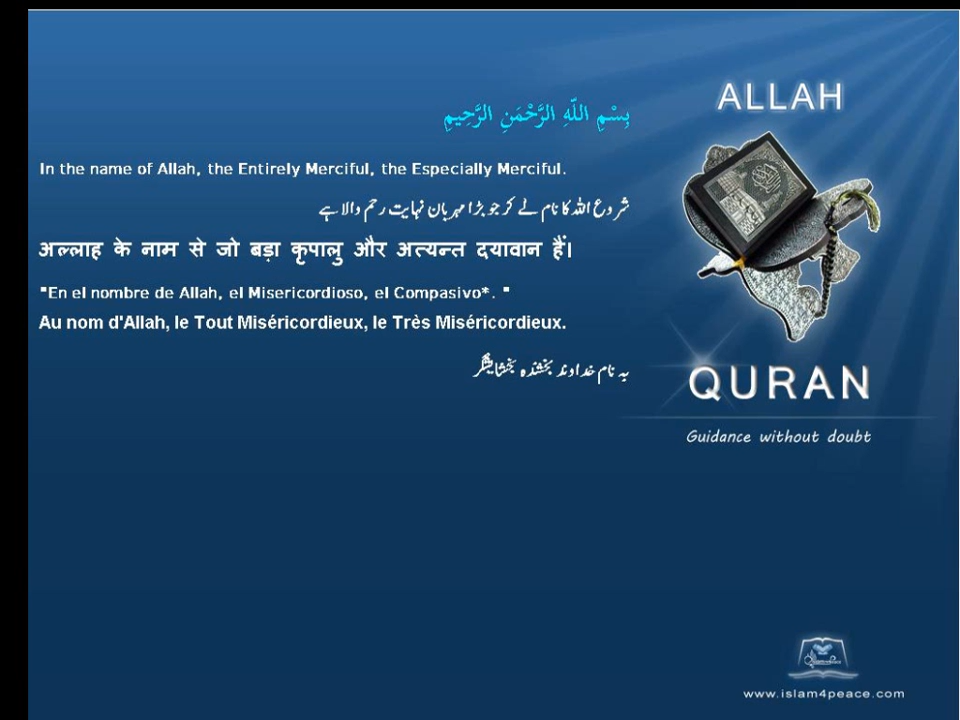 بِسْمِ اللّهِ الرَّحْمَنِ الرَّحِيمِ
In the name of Allah, the Entirely Merciful, the Especially Merciful.
شروع اللہ کا نام لے کر جو بڑا مہربان نہایت رحم والا ہے
अल्लाह के नाम से जो बड़ा कृपालु और अत्यन्त दयावान हैं।
"En el nombre de Allah, el Misericordioso, el Compasivo*. "
Au nom d'Allah, le Tout Miséricordieux, le Très Miséricordieux.
به نام خداوند بخشنده بخشایشگر
ALLAH
QURAN
Guidance without doubt
www.islam4peace.com